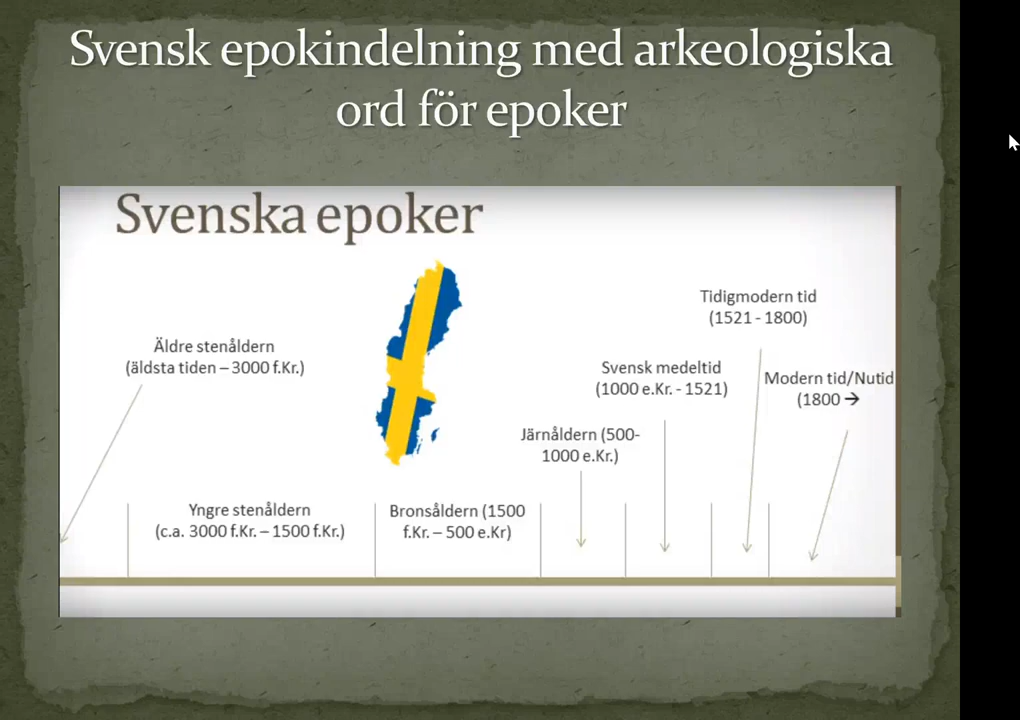 Svensk epokindelning med arkeologiska
ord för epoker
Svenska epoker
Tidigmodern tid
(1521 - 1800)
Äldre stenåldern
(äldsta tiden – 3000 f.Kr.)
Svensk medeltid
(1000 e.Kr. - 1521)
Modern tid/Nutid
(1800 →
Järnåldern (500-
1000 e.Kr.)
Yngre stenåldern
(c.a. 3000 f.Kr. – 1500 f.Kr.)
Bronsåldern (1500
f.Kr. – 500 e.Kr)